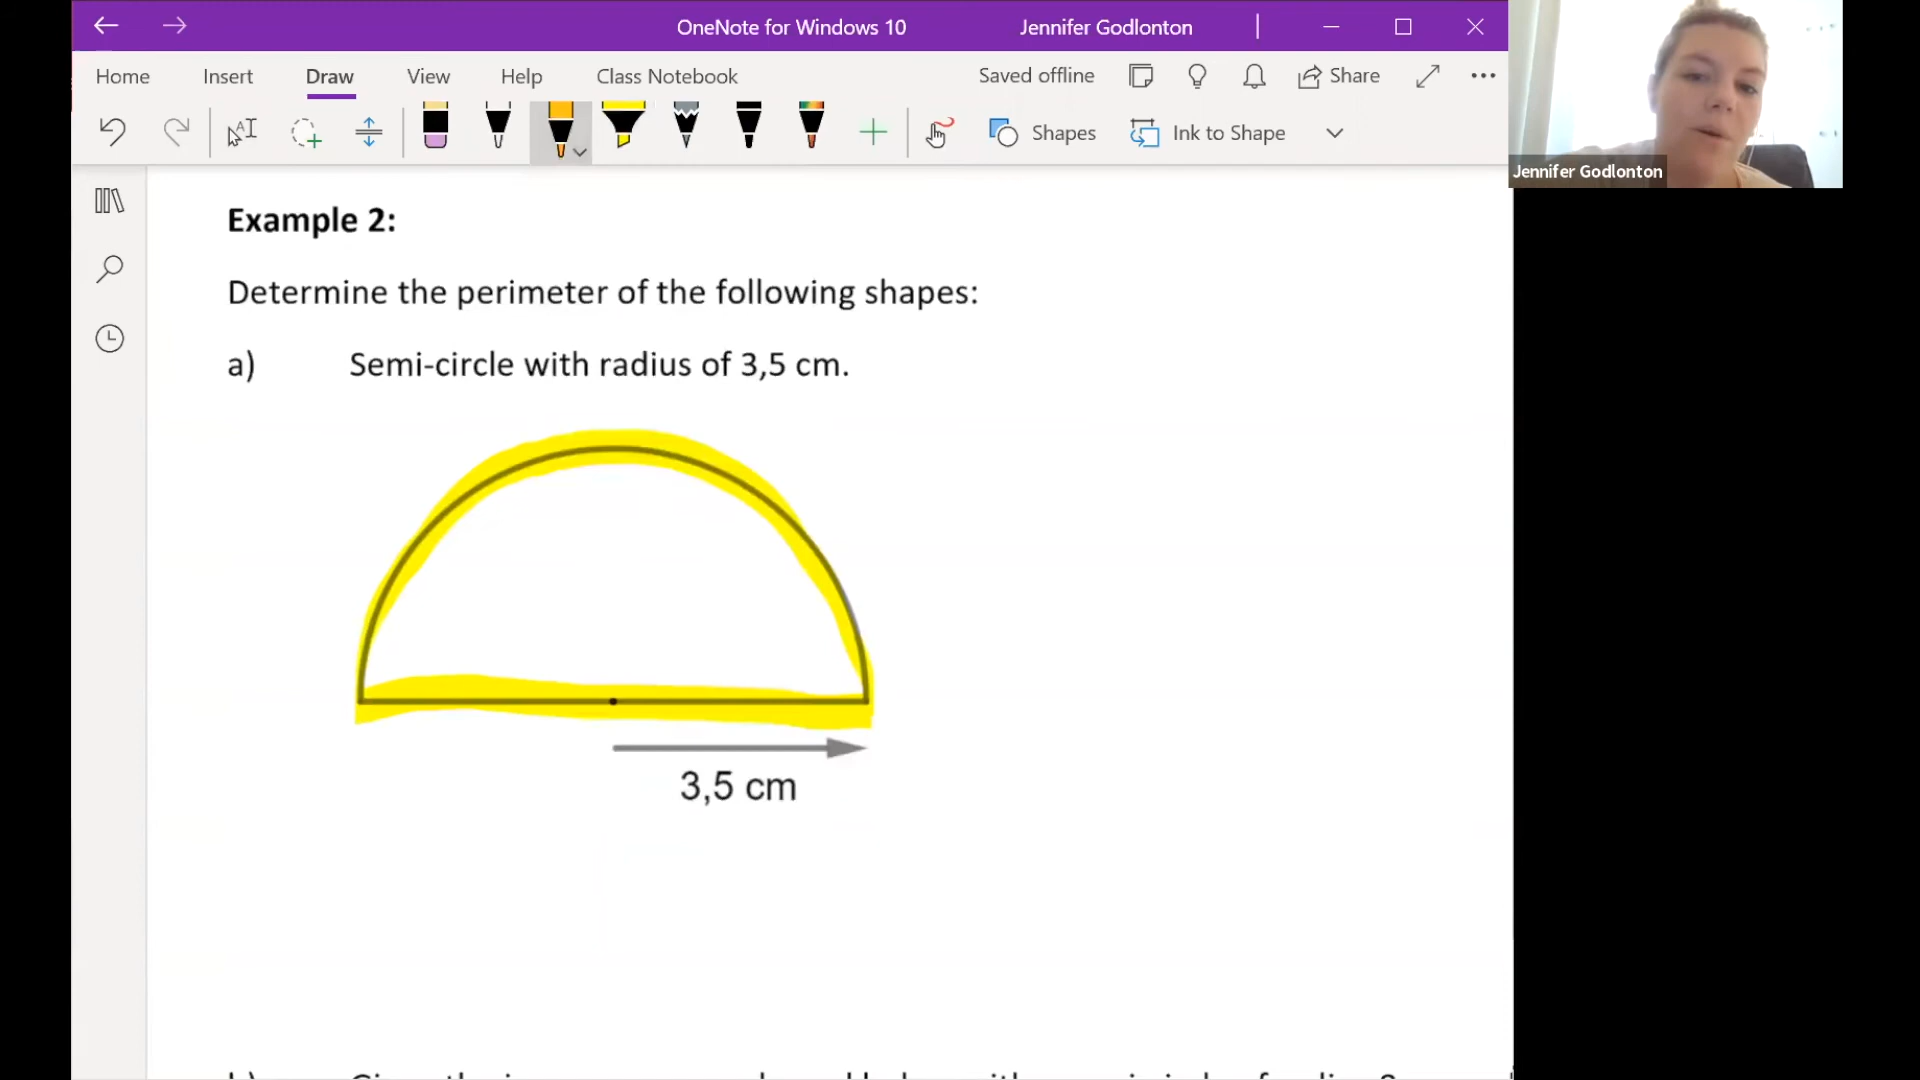 OneNote for Windows 10
Jennifer Godlonton
Home Insert Draw View Help Class Notebook
Saved offline
Share
Shapes
Ink to Shape
Jennifer Godlonton
Example 2:
Determine the perimeter of the following shapes:
a) Semi-circle with radius of 3,5 cm.
3,5 cm